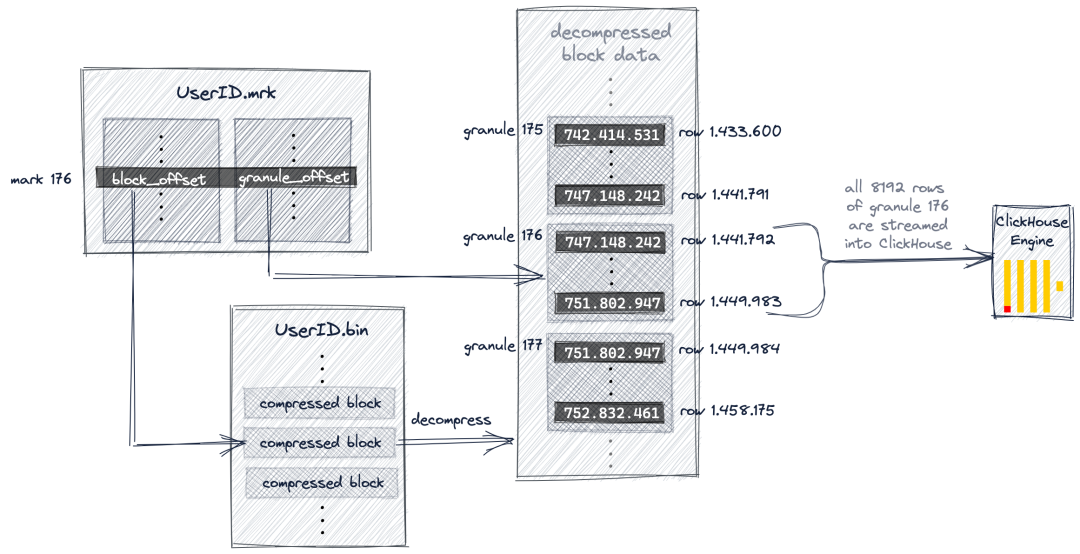 UserID.mrk
mark 176
block_offset
granule_offset
UserID.bin
compressed block
compressed block
compressed block
decompress
decompressed
block data
granule 175
742.414.531
row 1.433.600
747.148.242
row 1.441.791
granule 176
747.148.242
row 1.441.792
751.802.947
row 1.449.983
granule 177
751.802.947
row 1.449.984
752.832.461
row 1.458.175
all 8192 rows
of granule 176
are streamed
into ClickHouse
ClickHouse
Engine